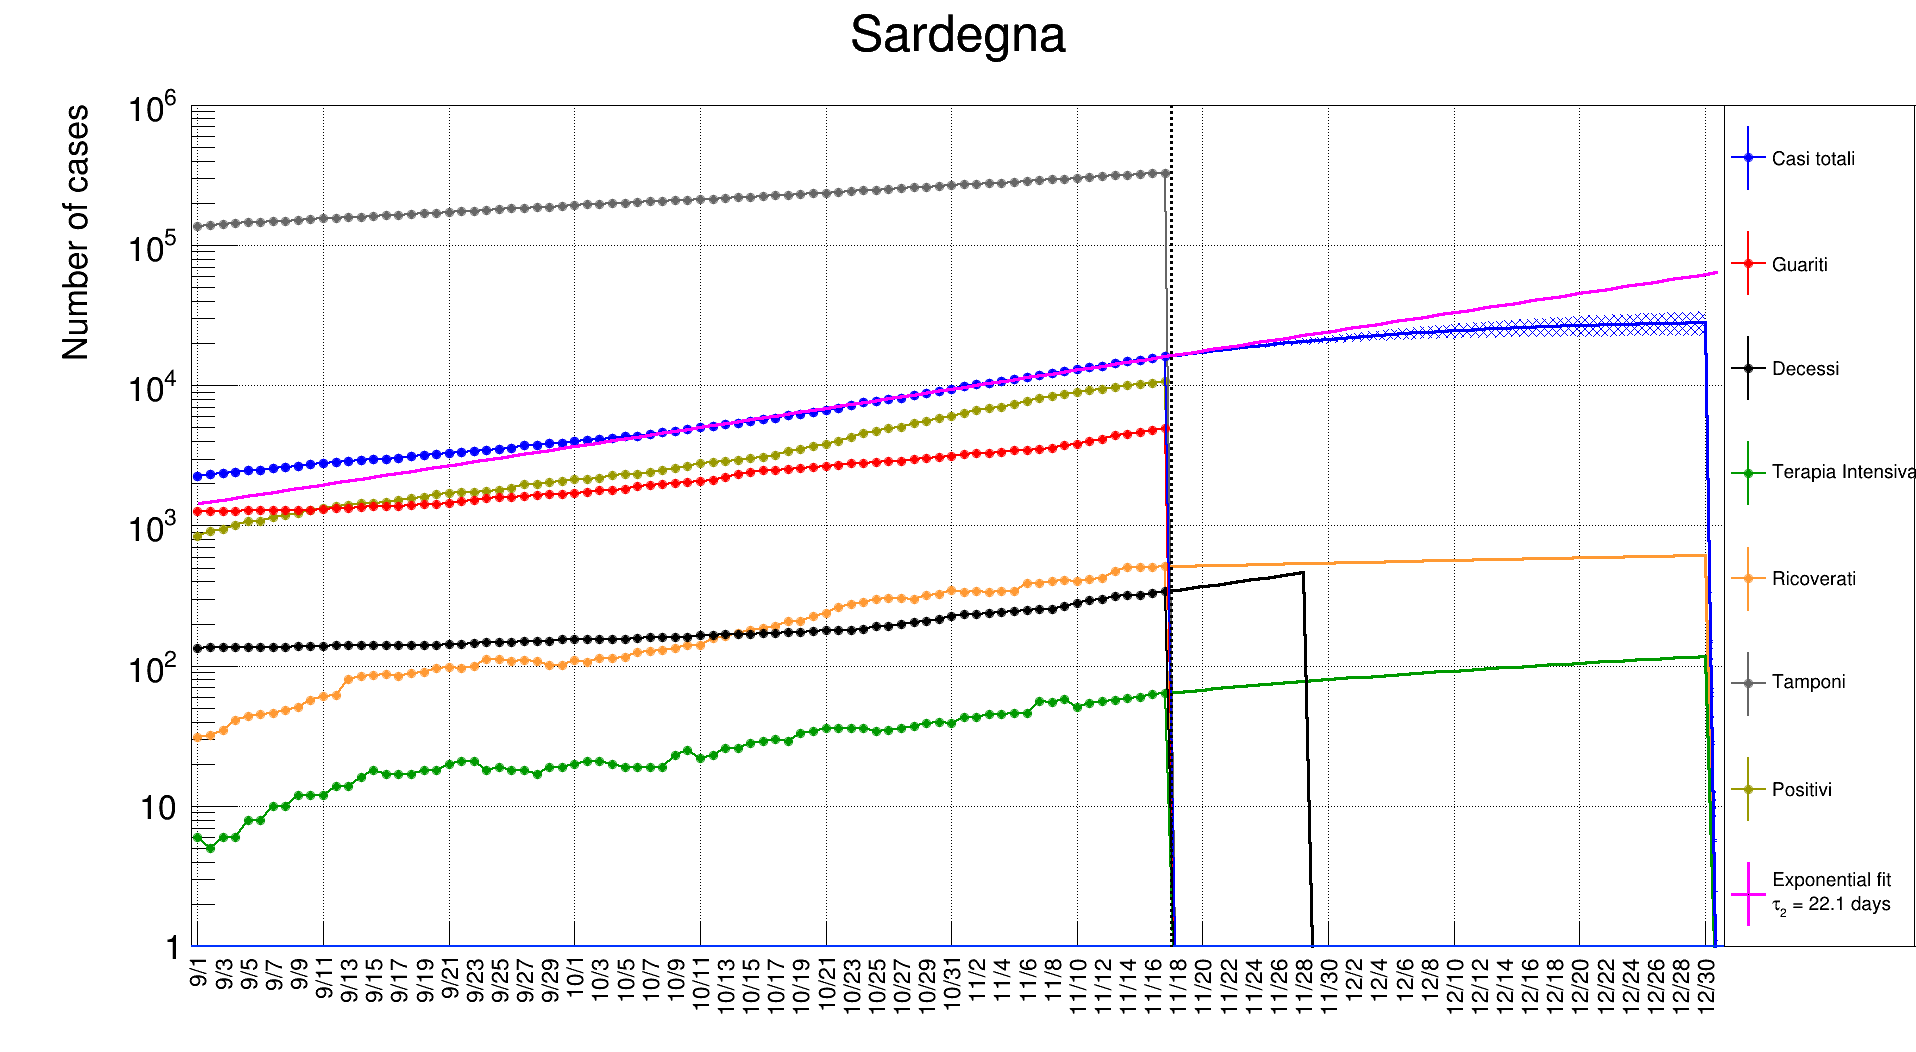 Sardegna
Number of cases
10^6
10^5
10^4
10^3
10^2
10
1
9/1 9/3 9/5 9/7 9/9 9/11 9/13 9/15 9/17 9/19 9/21 9/23 9/25 9/27 9/29 10/1 10/3 10/5 10/7 10/9 10/11 10/13 10/15 10/17 10/19 10/21 10/23 10/25 10/27 10/29 10/31 11/2 11/4 11/6 11/8 11/10 11/12 11/14 11/16 11/18 11/20 11/22 11/24 11/26 11/28 11/30 12/2 12/4 12/6 12/8 12/10 12/12 12/14 12/16 12/18 12/20 12/22 12/24 12/26 12/28 12/30
Casi totali
Guariti
Decessi
Terapia Intensiva
Ricoverati
Tamponi
Positivi
Exponential fit
τ_2 = 22.1 days